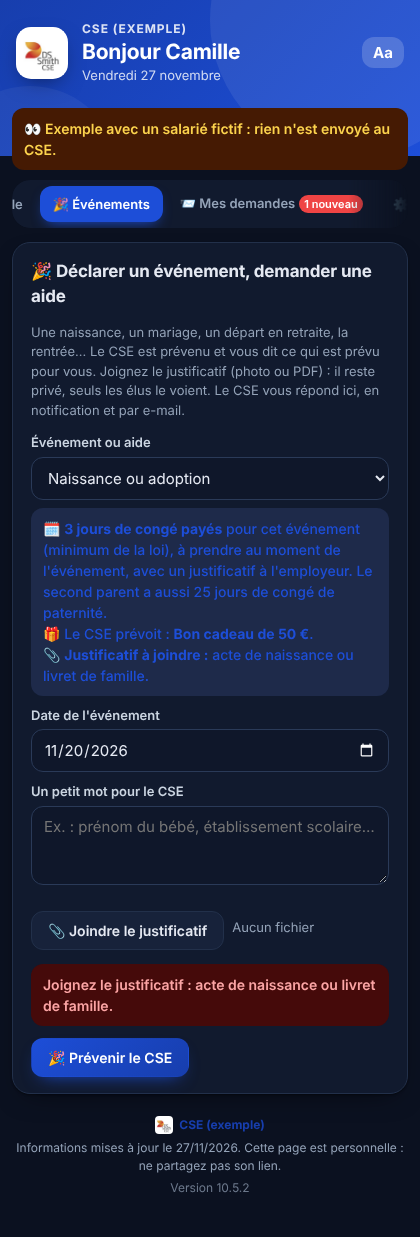 CSE (EXEMPLE)
DS
Smith
CSE
Bonjour Camille
Vendredi 27 novembre
Aa
👀 Exemple avec un salarié fictif : rien n'est envoyé au
CSE.
le
🎉 Événements
📨 Mes demandes 1 nouveau
🎉 Déclarer un événement, demander une
aide
Une naissance, un mariage, un départ en retraite, la
rentrée... Le CSE est prévenu et vous dit ce qui est prévu
pour vous. Joignez le justificatif (photo ou PDF) : il reste
privé, seuls les élus le voient. Le CSE vous répond ici, en
notification et par e-mail.
Événement ou aide
Naissance ou adoption
🗓️ 3 jours de congé payés pour cet événement
(minimum de la loi), à prendre au moment de
l'événement, avec un justificatif à l'employeur. Le
second parent a aussi 25 jours de congé de
paternité.
🎁 Le CSE prévoit : Bon cadeau de 50 €.
📎 Justificatif à joindre : acte de naissance ou
livret de famille.
Date de l'événement
11/20/2026
Un petit mot pour le CSE
Ex. : prénom du bébé, établissement scolaire...
📎 Joindre le justificatif
Aucun fichier
Joignez le justificatif : acte de naissance ou livret
de famille.
🎉 Prévenir le CSE
CSE (exemple)
Informations mises à jour le 27/11/2026. Cette page est personnelle :
ne partagez pas son lien.
Version 10.5.2